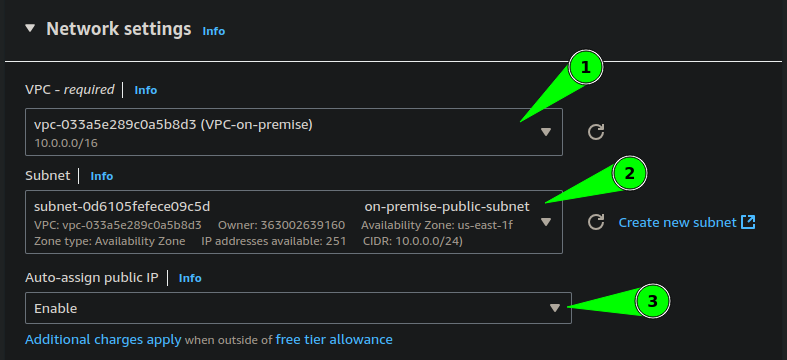 Network settings Info
1
VPC - required Info
vpc-033a5e289c0a5b8d3 (VPC-on-premise)
10.0.0.0/16
Subnet Info
2
subnet-0d6105fefece09c5d on-premise-public-subnet
VPC: vpc-033a5e289c0a5b8d3 Owner: 363002639160 Availability Zone: us-east-1f
Zone type: Availability Zone IP addresses available: 251 CIDR: 10.0.0.0/24)
Create new subnet
Auto-assign public IP Info
3
Enable
Additional charges apply when outside of free tier allowance